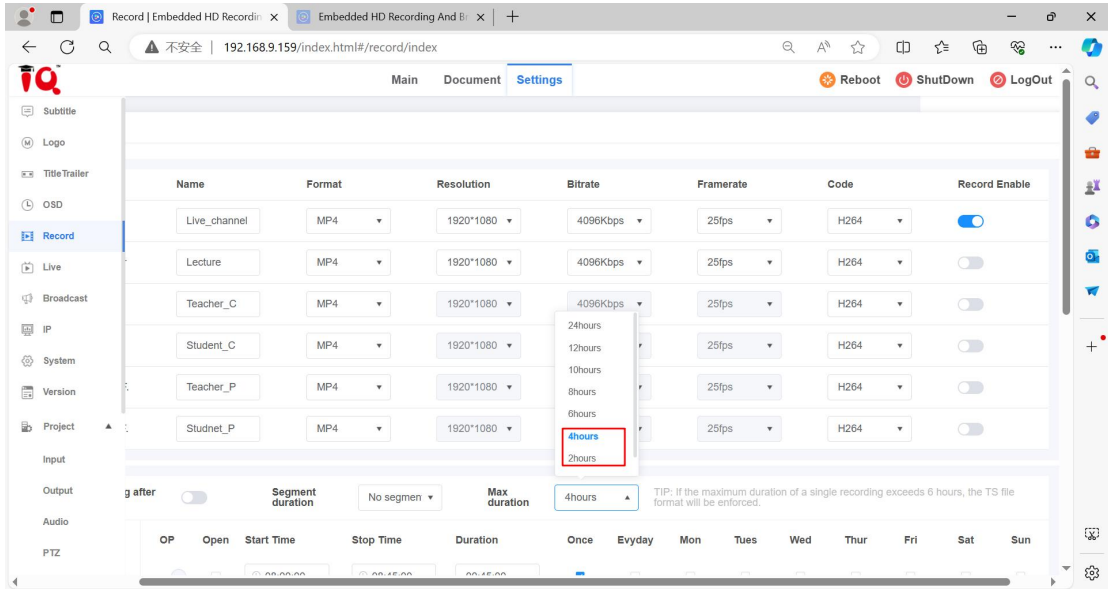 Record | Embedded HD Recordin
Embedded HD Recording And Br
不安全 | 192.168.9.159/index.html#/record/index
IQ
Main Document Settings
Reboot ShutDown LogOut
Subtitle
Logo
TitleTrailer
OSD
Record
Live
Broadcast
IP
System
Version
Project
Input
Output
Audio
PTZ
Name Format Resolution Bitrate Framerate Code Record Enable
Live_channel MP4 1920*1080 4096Kbps 25fps H264
Lecture MP4 1920*1080 4096Kbps 25fps H264
Teacher_C MP4 1920*1080 4096Kbps 25fps H264
Student_C MP4 1920*1080 25fps H264
Teacher_P MP4 1920*1080 25fps H264
Studnet_P MP4 1920*1080 25fps H264
24hours
12hours
10hours
8hours
6hours
4hours
2hours
g after
Segment
duration
No segmen
Max
duration
4hours
TIP: If the maximum duration of a single recording exceeds 6 hours, the TS file
format will be enforced.
OP Open Start Time Stop Time Duration Once Evyday Mon Tues Wed Thur Fri Sat Sun